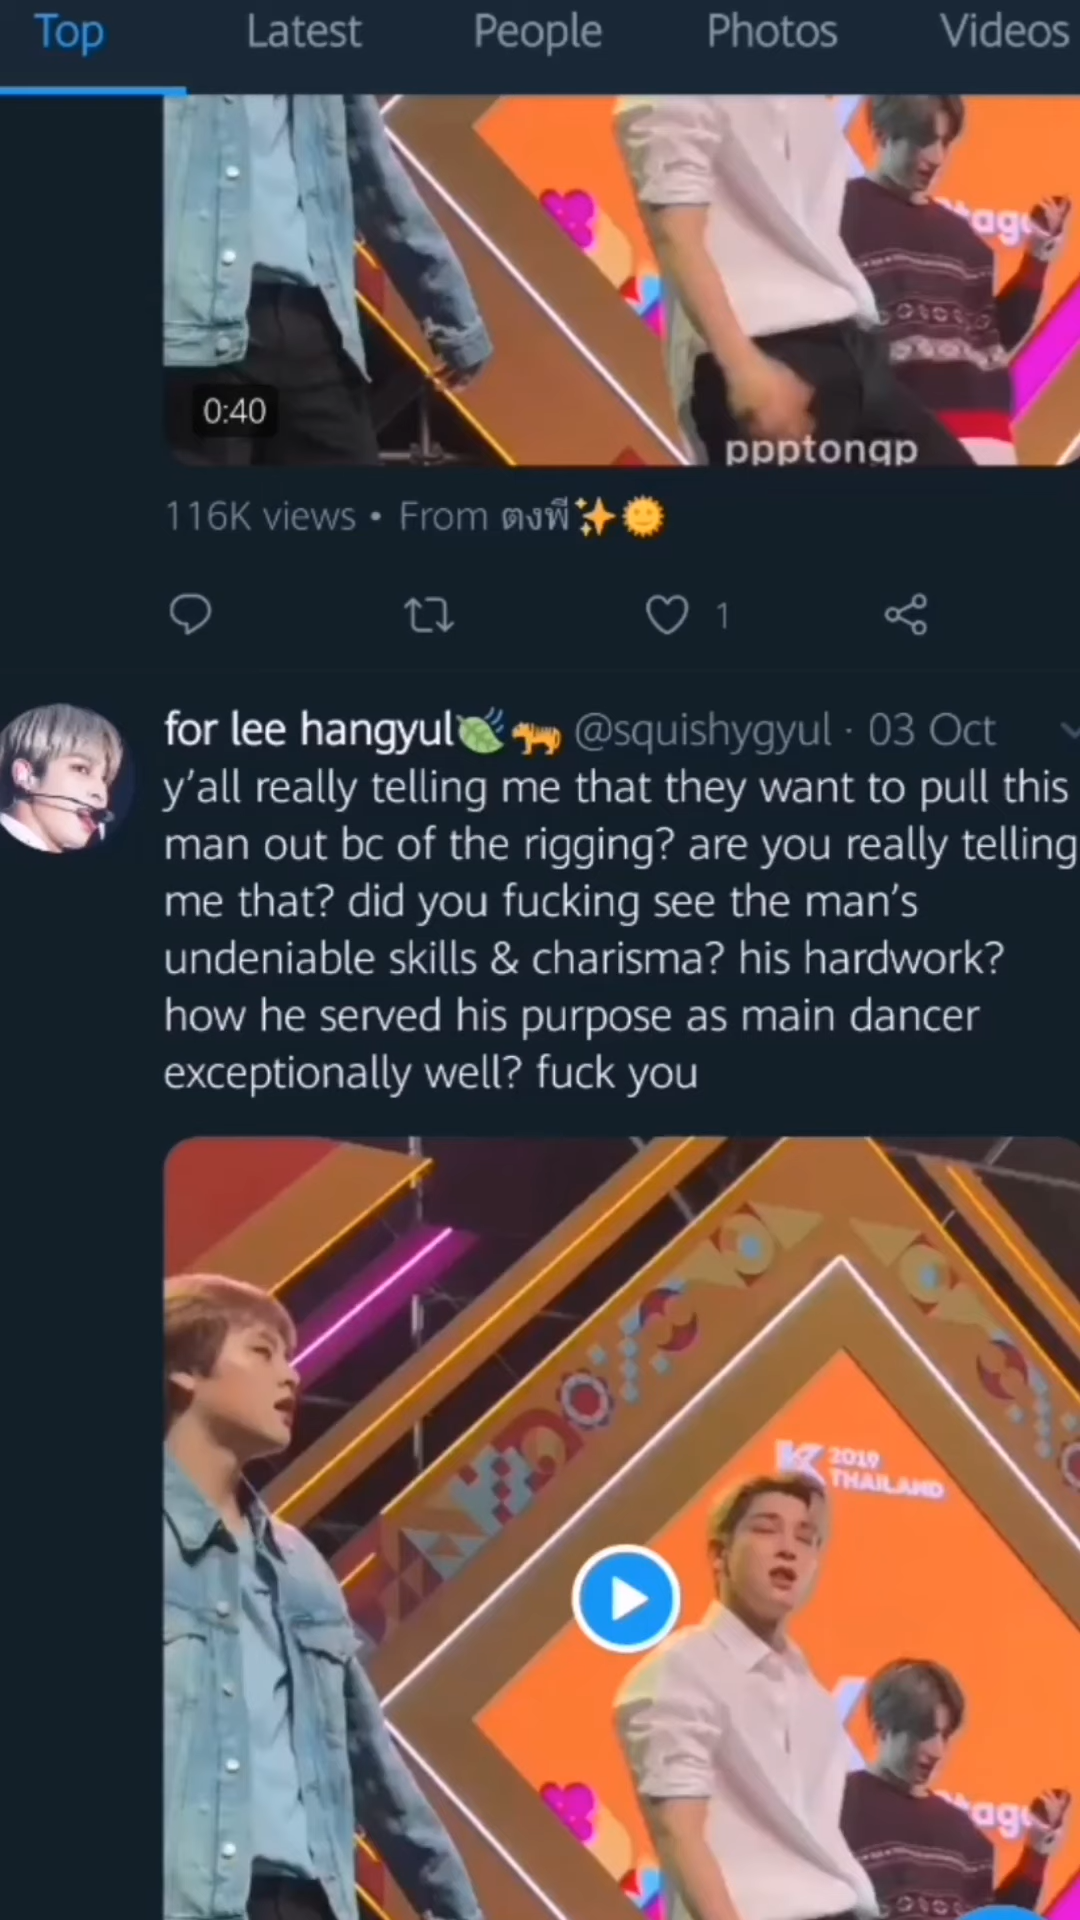 Top Latest People Photos Videos
0:40
ppptongp
116K views • From ตงพี✨🌞
1
for lee hangyul🍃🐅 @squishygyul · 03 Oct
y'all really telling me that they want to pull this
man out bc of the rigging? are you really telling
me that? did you fucking see the man's
undeniable skills & charisma? his hardwork?
how he served his purpose as main dancer
exceptionally well? fuck you
K 2019
THAILAND